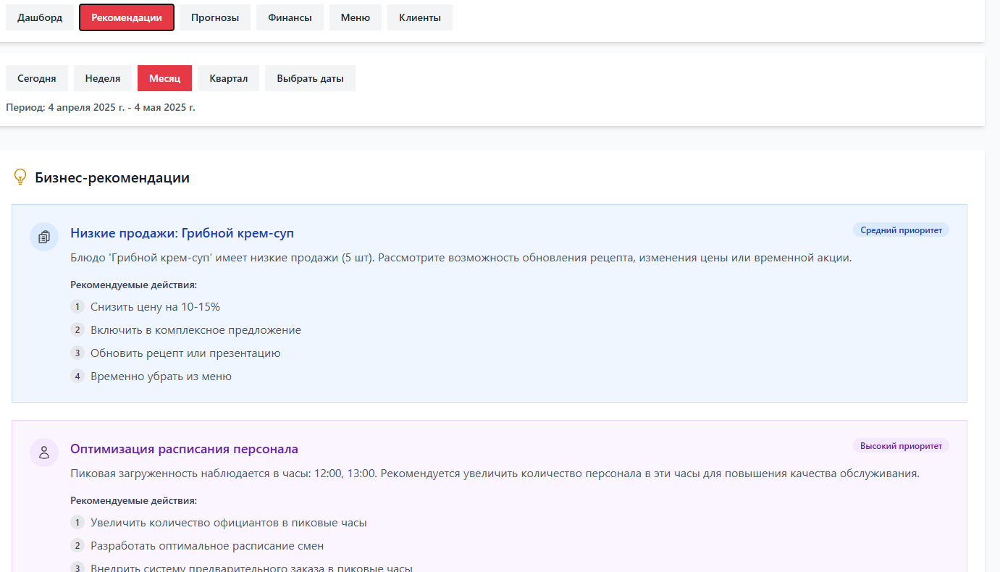 Дашборд Рекомендации Прогнозы Финансы Меню Клиенты
Сегодня Неделя Месяц Квартал Выбрать даты
Период: 4 апреля 2025 г. - 4 мая 2025 г.
Бизнес-рекомендации
Низкие продажи: Грибной крем-суп Средний приоритет
Блюдо 'Грибной крем-суп' имеет низкие продажи (5 шт). Рассмотрите возможность обновления рецепта, изменения цены или временной акции.
Рекомендуемые действия:
1 Снизить цену на 10-15%
2 Включить в комплексное предложение
3 Обновить рецепт или презентацию
4 Временно убрать из меню
Оптимизация расписания персонала Высокий приоритет
Пиковая загруженность наблюдается в часы: 12:00, 13:00. Рекомендуется увеличить количество персонала в эти часы для повышения качества обслуживания.
Рекомендуемые действия:
1 Увеличить количество официантов в пиковые часы
2 Разработать оптимальное расписание смен
3 Внедрить систему предварительного заказа в пиковые часы